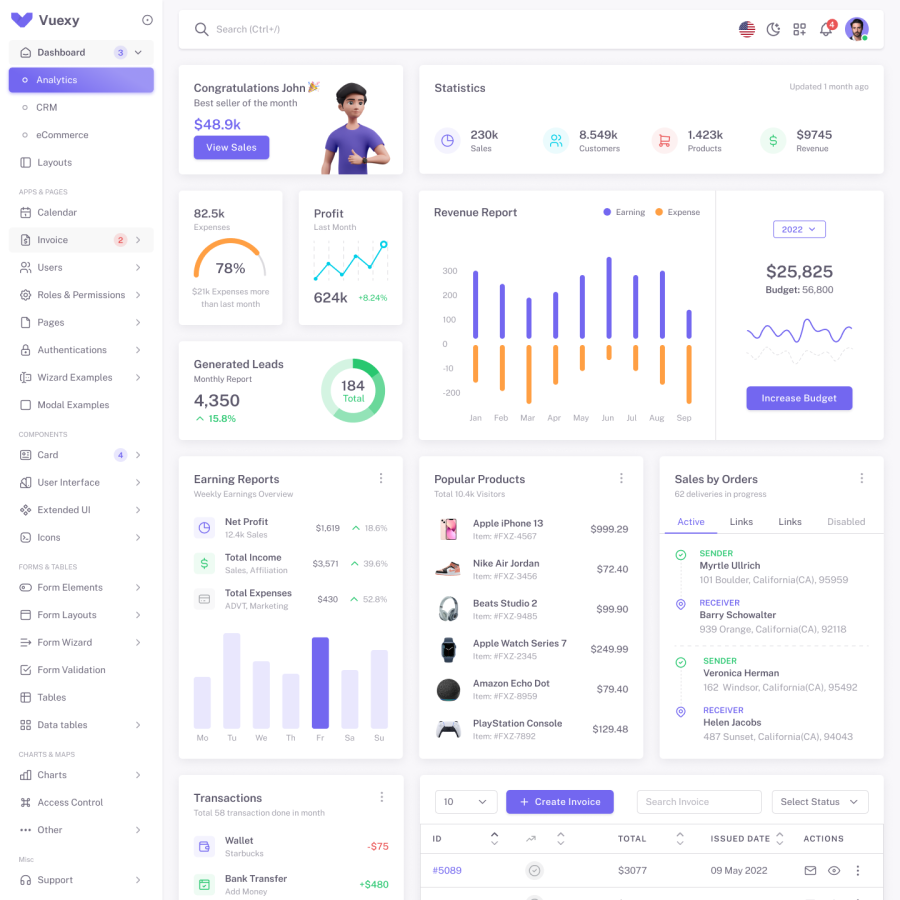 Vuexy
Dashboard 3
Analytics
CRM
eCommerce
Layouts
APPS & PAGES
Calendar
Invoice 2
Users
Roles & Permissions
Pages
Authentications
Wizard Examples
Modal Examples
COMPONENTS
Card 4
User Interface
Extended UI
Icons
FORMS & TABLES
Form Elements
Form Layouts
Form Wizard
Form Validation
Tables
Data tables
CHARTS & MAPS
Charts
Access Control
Other
Misc
Support
Search (Ctrl+/)
4
Congratulations John
Best seller of the month
$48.9k
View Sales
Statistics
Updated 1 month ago
230k
Sales
8.549k
Customers
1.423k
Products
$9745
Revenue
82.5k
Expenses
78%
$21k Expenses more
than last month
Profit
Last Month
624k +8.24%
Generated Leads
Monthly Report
4,350
15.8%
184
Total
Revenue Report
Earning Expense
300
200
100
0
-10
-200
Jan Feb Mar Apr May Jun Jul Aug Sep
2022
$25,825
Budget: 56,800
Increase Budget
Earning Reports
Weekly Earnings Overview
Net Profit
12.4k Sales
$1,619 18.6%
Total Income
Sales, Affiliation
$3,571 39.6%
Total Expenses
ADVT, Marketing
$430 52.8%
Mo Tu We Th Fr Sa Su
Popular Products
Total 10.4k Visitors
Apple iPhone 13
Item: #FXZ-4567
$999.29
Nike Air Jordan
Item: #FXZ-3456
$72.40
Beats Studio 2
Item: #FXZ-9485
$99.90
Apple Watch Series 7
Item: #FXZ-2345
$249.99
Amazon Echo Dot
Item: #FXZ-8959
$79.40
PlayStation Console
Item: #FXZ-7892
$129.48
Sales by Orders
62 deliveries in progress
Active Links Links Disabled
SENDER
Myrtle Ullrich
101 Boulder, California(CA), 95959
RECEIVER
Barry Schowalter
939 Orange, California(CA), 92118
SENDER
Veronica Herman
162 Windsor, California(CA), 95492
RECEIVER
Helen Jacobs
487 Sunset, California(CA), 94043
Transactions
Total 58 transaction done in month
Wallet
Starbucks
-$75
Bank Transfer
Add Money
+$480
10
+ Create Invoice
Search Invoice
Select Status
ID TOTAL ISSUED DATE ACTIONS
#5089 $3077 09 May 2022